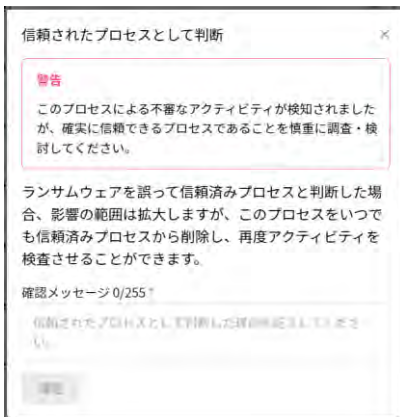 信頼されたプロセスとして判断
×
警告
このプロセスによる不審なアクティビティが検知されました
が、確実に信頼できるプロセスであることを慎重に調査・検
討してください。
ランサムウェアを誤って信頼済みプロセスと判断した場
合、影響の範囲は拡大しますが、このプロセスをいつで
も信頼済みプロセスから削除し、再度アクティビティを
検査させることができます。
確認メッセージ 0/255 *
信頼されたプロセスとして判断した理由を記入してくださ
い。